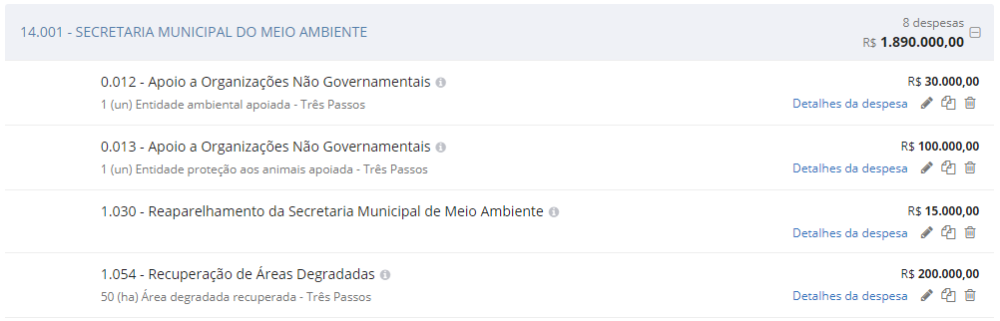 14.001 - SECRETARIA MUNICIPAL DO MEIO AMBIENTE
8 despesas
R$ 1.890.000,00
0.012 - Apoio a Organizações Não Governamentais
R$ 30.000,00
1 (un) Entidade ambiental apoiada - Três Passos
Detalhes da despesa
0.013 - Apoio a Organizações Não Governamentais
R$ 100.000,00
1 (un) Entidade proteção aos animais apoiada - Três Passos
Detalhes da despesa
1.030 - Reaparelhamento da Secretaria Municipal de Meio Ambiente
R$ 15.000,00
Detalhes da despesa
1.054 - Recuperação de Áreas Degradadas
R$ 200.000,00
50 (ha) Área degradada recuperada - Três Passos
Detalhes da despesa